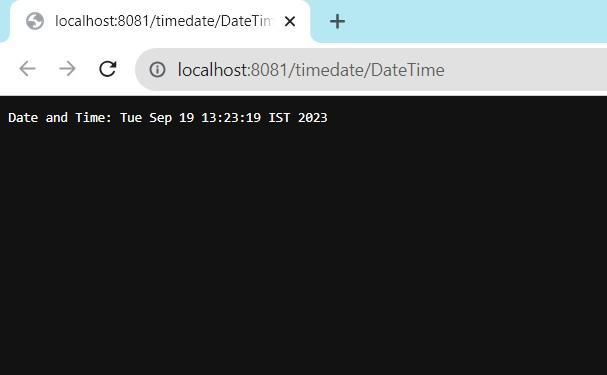 localhost:8081/timedate/DateTim
localhost:8081/timedate/DateTime
Date and Time: Tue Sep 19 13:23:19 IST 2023